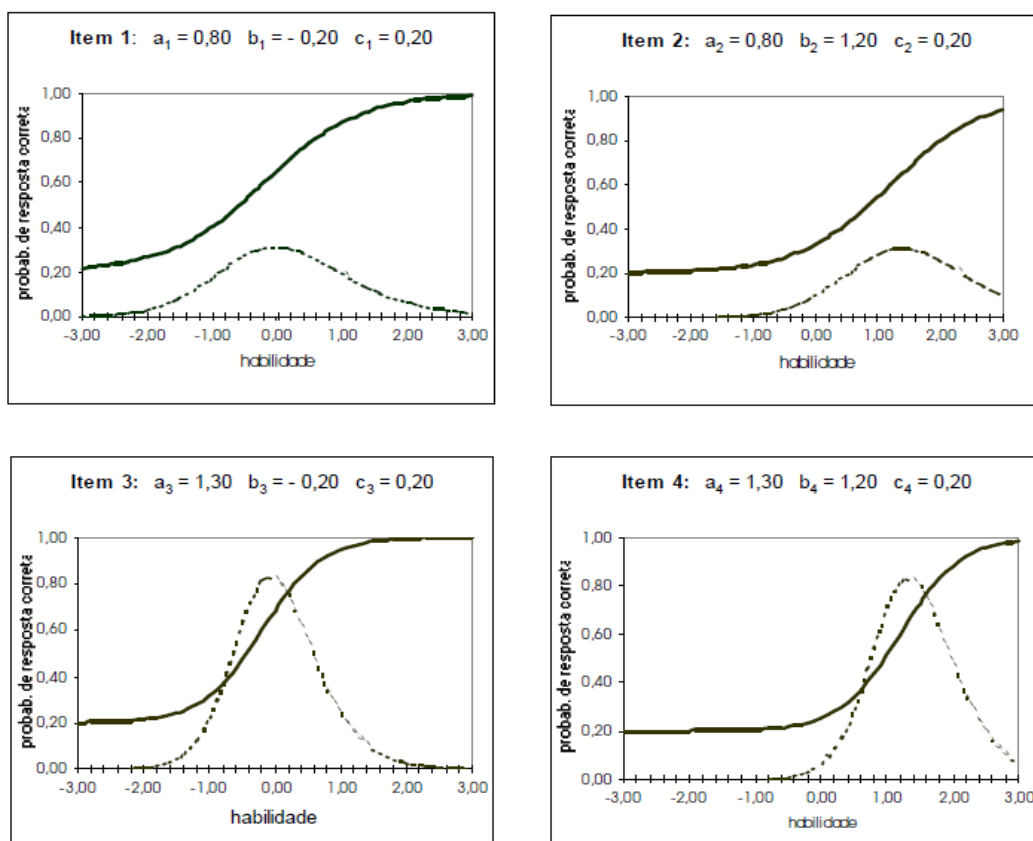 Item 1: a1 = 0,80 b1 = - 0,20 c1 = 0,20
probab. de resposta correta
1,00
0,80
0,60
0,40
0,20
0,00
-3,00 -2,00 -1,00 0,00 1,00 2,00 3,00
habilidade
Item 2: a2 = 0,80 b2 = 1,20 c2 = 0,20
probab. de resposta correta
1,00
0,80
0,60
0,40
0,20
0,00
-3,00 -2,00 -1,00 0,00 1,00 2,00 3,00
habilidade
Item 3: a3 = 1,30 b3 = - 0,20 c3 = 0,20
probab. de resposta correta
1,00
0,80
0,60
0,40
0,20
0,00
-3,00 -2,00 -1,00 0,00 1,00 2,00 3,00
habilidade
Item 4: a4 = 1,30 b4 = 1,20 c4 = 0,20
probab. de resposta correta
1,00
0,80
0,60
0,40
0,20
0,00
-3,00 -2,00 -1,00 0,00 1,00 2,00 3,00
habilidade